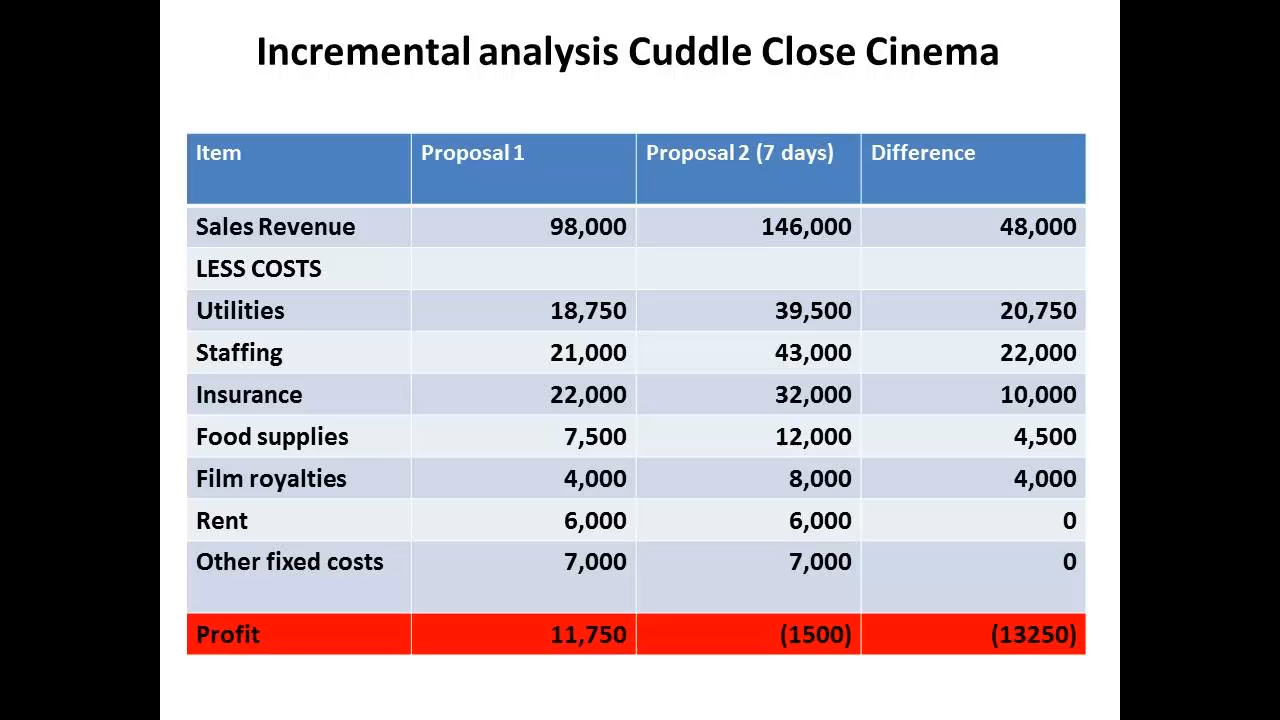 Incremental analysis Cuddle Close Cinema
Item Proposal 1 Proposal 2 (7 days) Difference
Sales Revenue 98,000 146,000 48,000
LESS COSTS
Utilities 18,750 39,500 20,750
Staffing 21,000 43,000 22,000
Insurance 22,000 32,000 10,000
Food supplies 7,500 12,000 4,500
Film royalties 4,000 8,000 4,000
Rent 6,000 6,000 0
Other fixed costs 7,000 7,000 0
Profit 11,750 (1500) (13250)